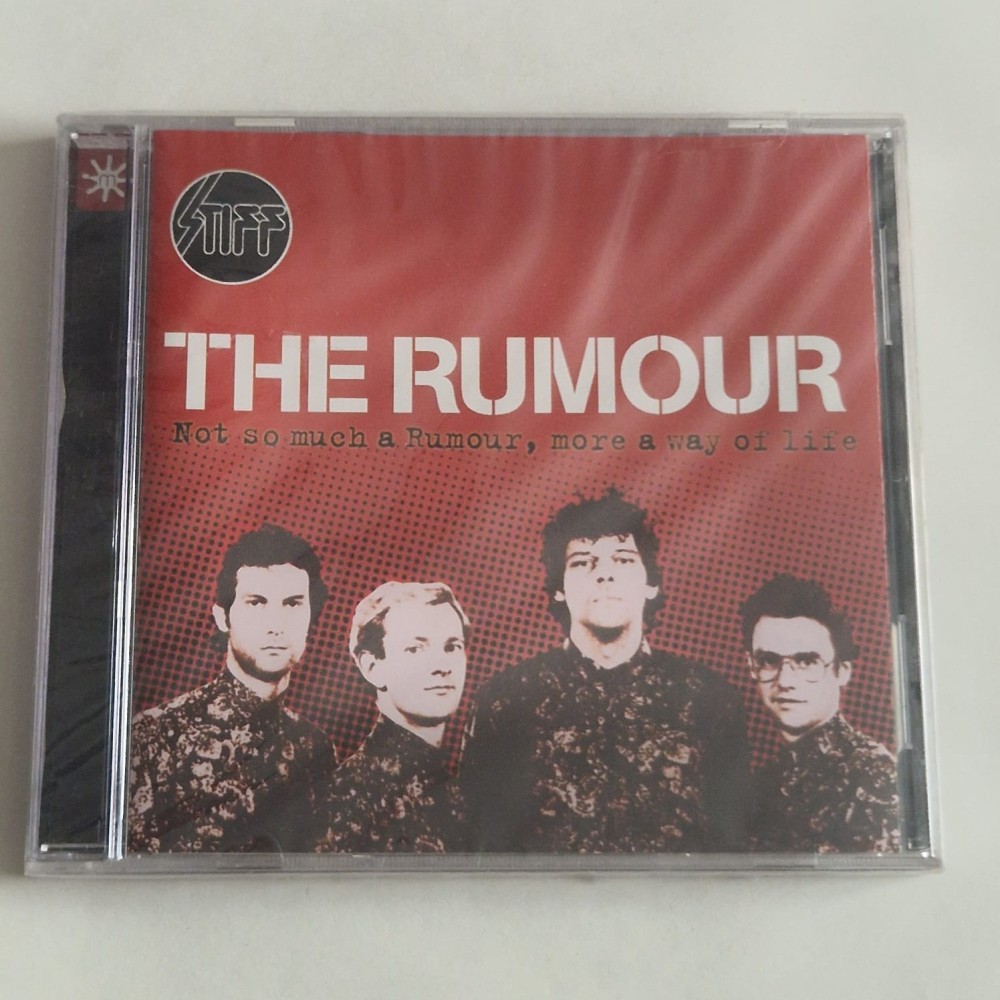 m
STIFF
THE RUMOUR
Not so much a Rumour, more a way of life